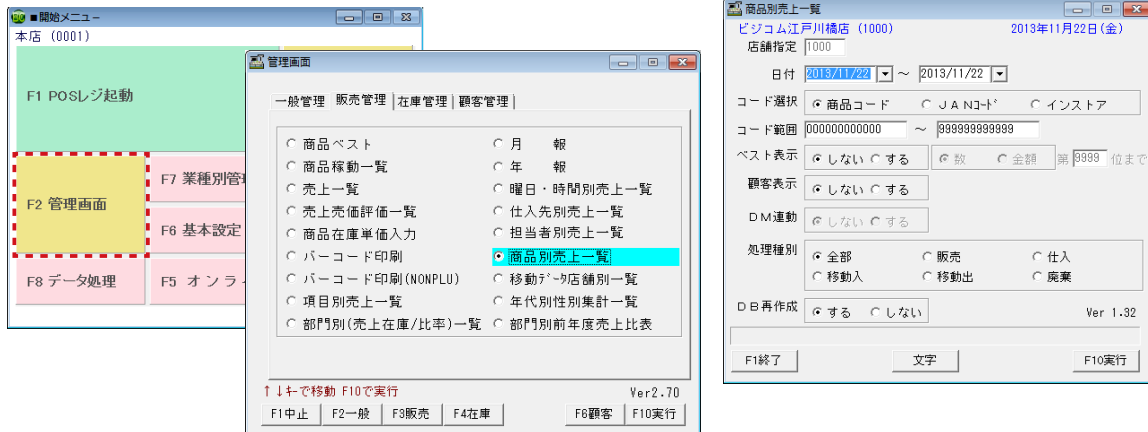 ■開始メニュー
本店 (0001)
F1 POSレジ起動
F2 管理画面
F7 業種別管
F6 基本設定
F8 データ処理
F5 オンラ
管理画面
一般管理 販売管理 在庫管理 顧客管理
商品ベスト 月 報
商品稼動一覧 年 報
売上一覧 曜日・時間別売上一覧
売上売価評価一覧 仕入先別売上一覧
商品在庫単価入力 担当者別売上一覧
バーコード印刷 商品別売上一覧
バーコード印刷(NONPLU) 移動ﾃﾞｰﾀ店舗別一覧
項目別売上一覧 年代別性別集計一覧
部門別(売上在庫/比率)一覧 部門別前年度売上比表
↑↓キーで移動 F10で実行 Ver2.70
F1中止 F2一般 F3販売 F4在庫 F6顧客 F10実行
商品別売上一覧
ビジコム江戸川橋店 (1000) 2013年11月22日(金)
店舗指定 1000
日付 2013/11/22 ～ 2013/11/22
コード選択 商品コード ＪＡＮｺｰﾄﾞ インストア
コード範囲 000000000000 ～ 999999999999
ベスト表示 しない する 数 金額 第 9999 位まで
顧客表示 しない する
ＤＭ連動 しない する
処理種別 全部 販売 仕入
移動入 移動出 廃棄
ＤＢ再作成 する しない Ver 1.32
F1終了 文字 F10実行